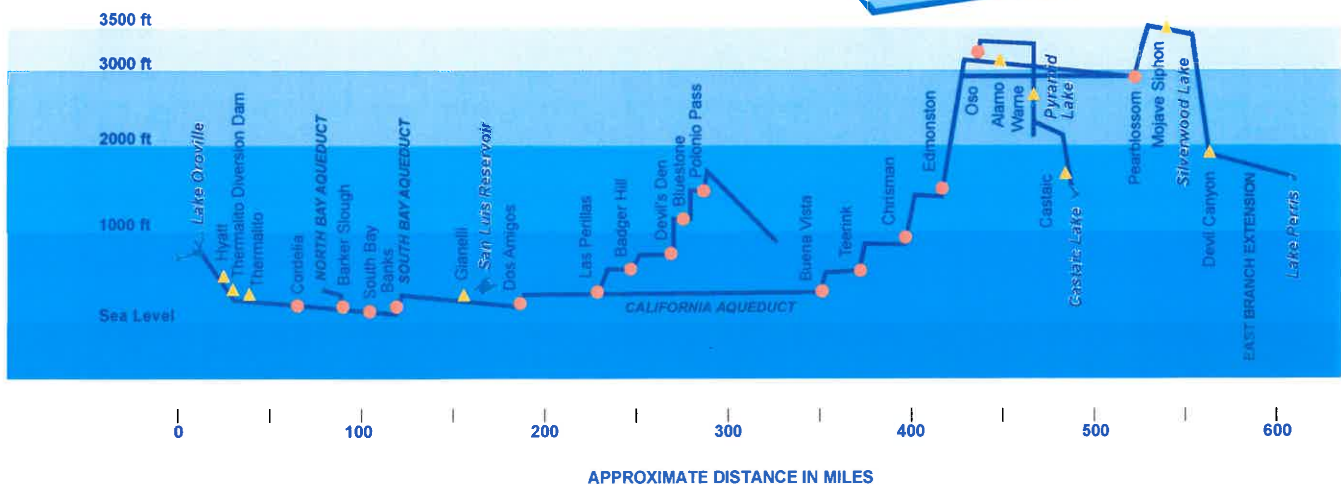 3500 ft
3000 ft
2000 ft
1000 ft
Sea Level
Lake Oroville
Hyatt
Thermalito Diversion Dam
Thermalito
Cordelia
NORTH BAY AQUEDUCT
Barker Slough
South Bay
Banks
SOUTH BAY AQUEDUCT
Gianelli
San Luis Reservoir
Dos Amigos
Las Perillas
Badger Hill
Devil's Den
Bluestone
Polonio Pass
CALIFORNIA AQUEDUCT
Buena Vista
Teerink
Chrisman
Edmonston
Oso
Alamo
Warne
Pyramid
Lake
Castaic
Castaic Lake
Pearblossom
Mojave Siphon
Silverwood Lake
Devil Canyon
EAST BRANCH EXTENSION
Lake Perris
0
100
200
300
400
500
600
APPROXIMATE DISTANCE IN MILES